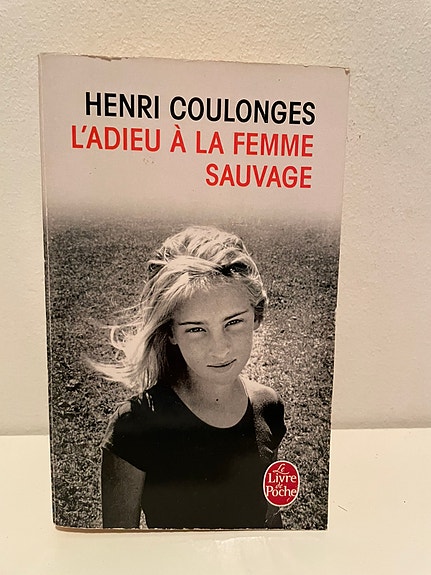 HENRI COULONGES
L'ADIEU À LA FEMME
SAUVAGE
Le
Livre
de
Poche